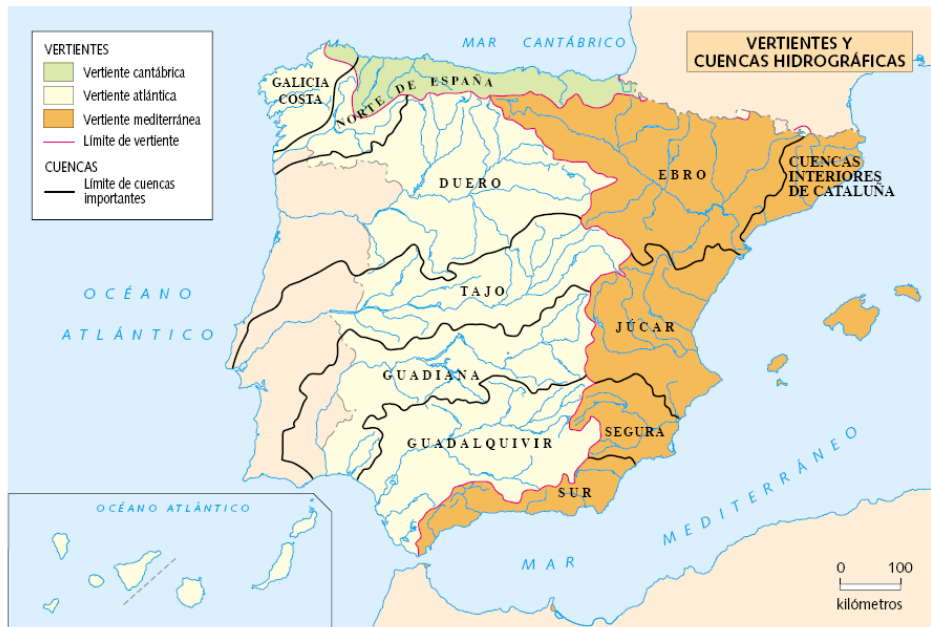 MAR CANTÁBRICO
VERTIENTES Y
CUENCAS HIDROGRÁFICAS
VERTIENTES
Vertiente cantábrica
Vertiente atlántica
Vertiente mediterránea
Límite de vertiente
CUENCAS
Límite de cuencas
importantes
GALICIA
COSTA
NORTE DE ESPAÑA
DUERO
EBRO
CUENCAS
INTERIORES
DE CATALUÑA
OCÉANO
ATLÁNTICO
TAJO
JÚCAR
GUADIANA
GUADALQUIVIR
SEGURA
SUR
MAR MEDITERRÁNEO
OCÉANO ATLÁNTICO
0 100
kilómetros